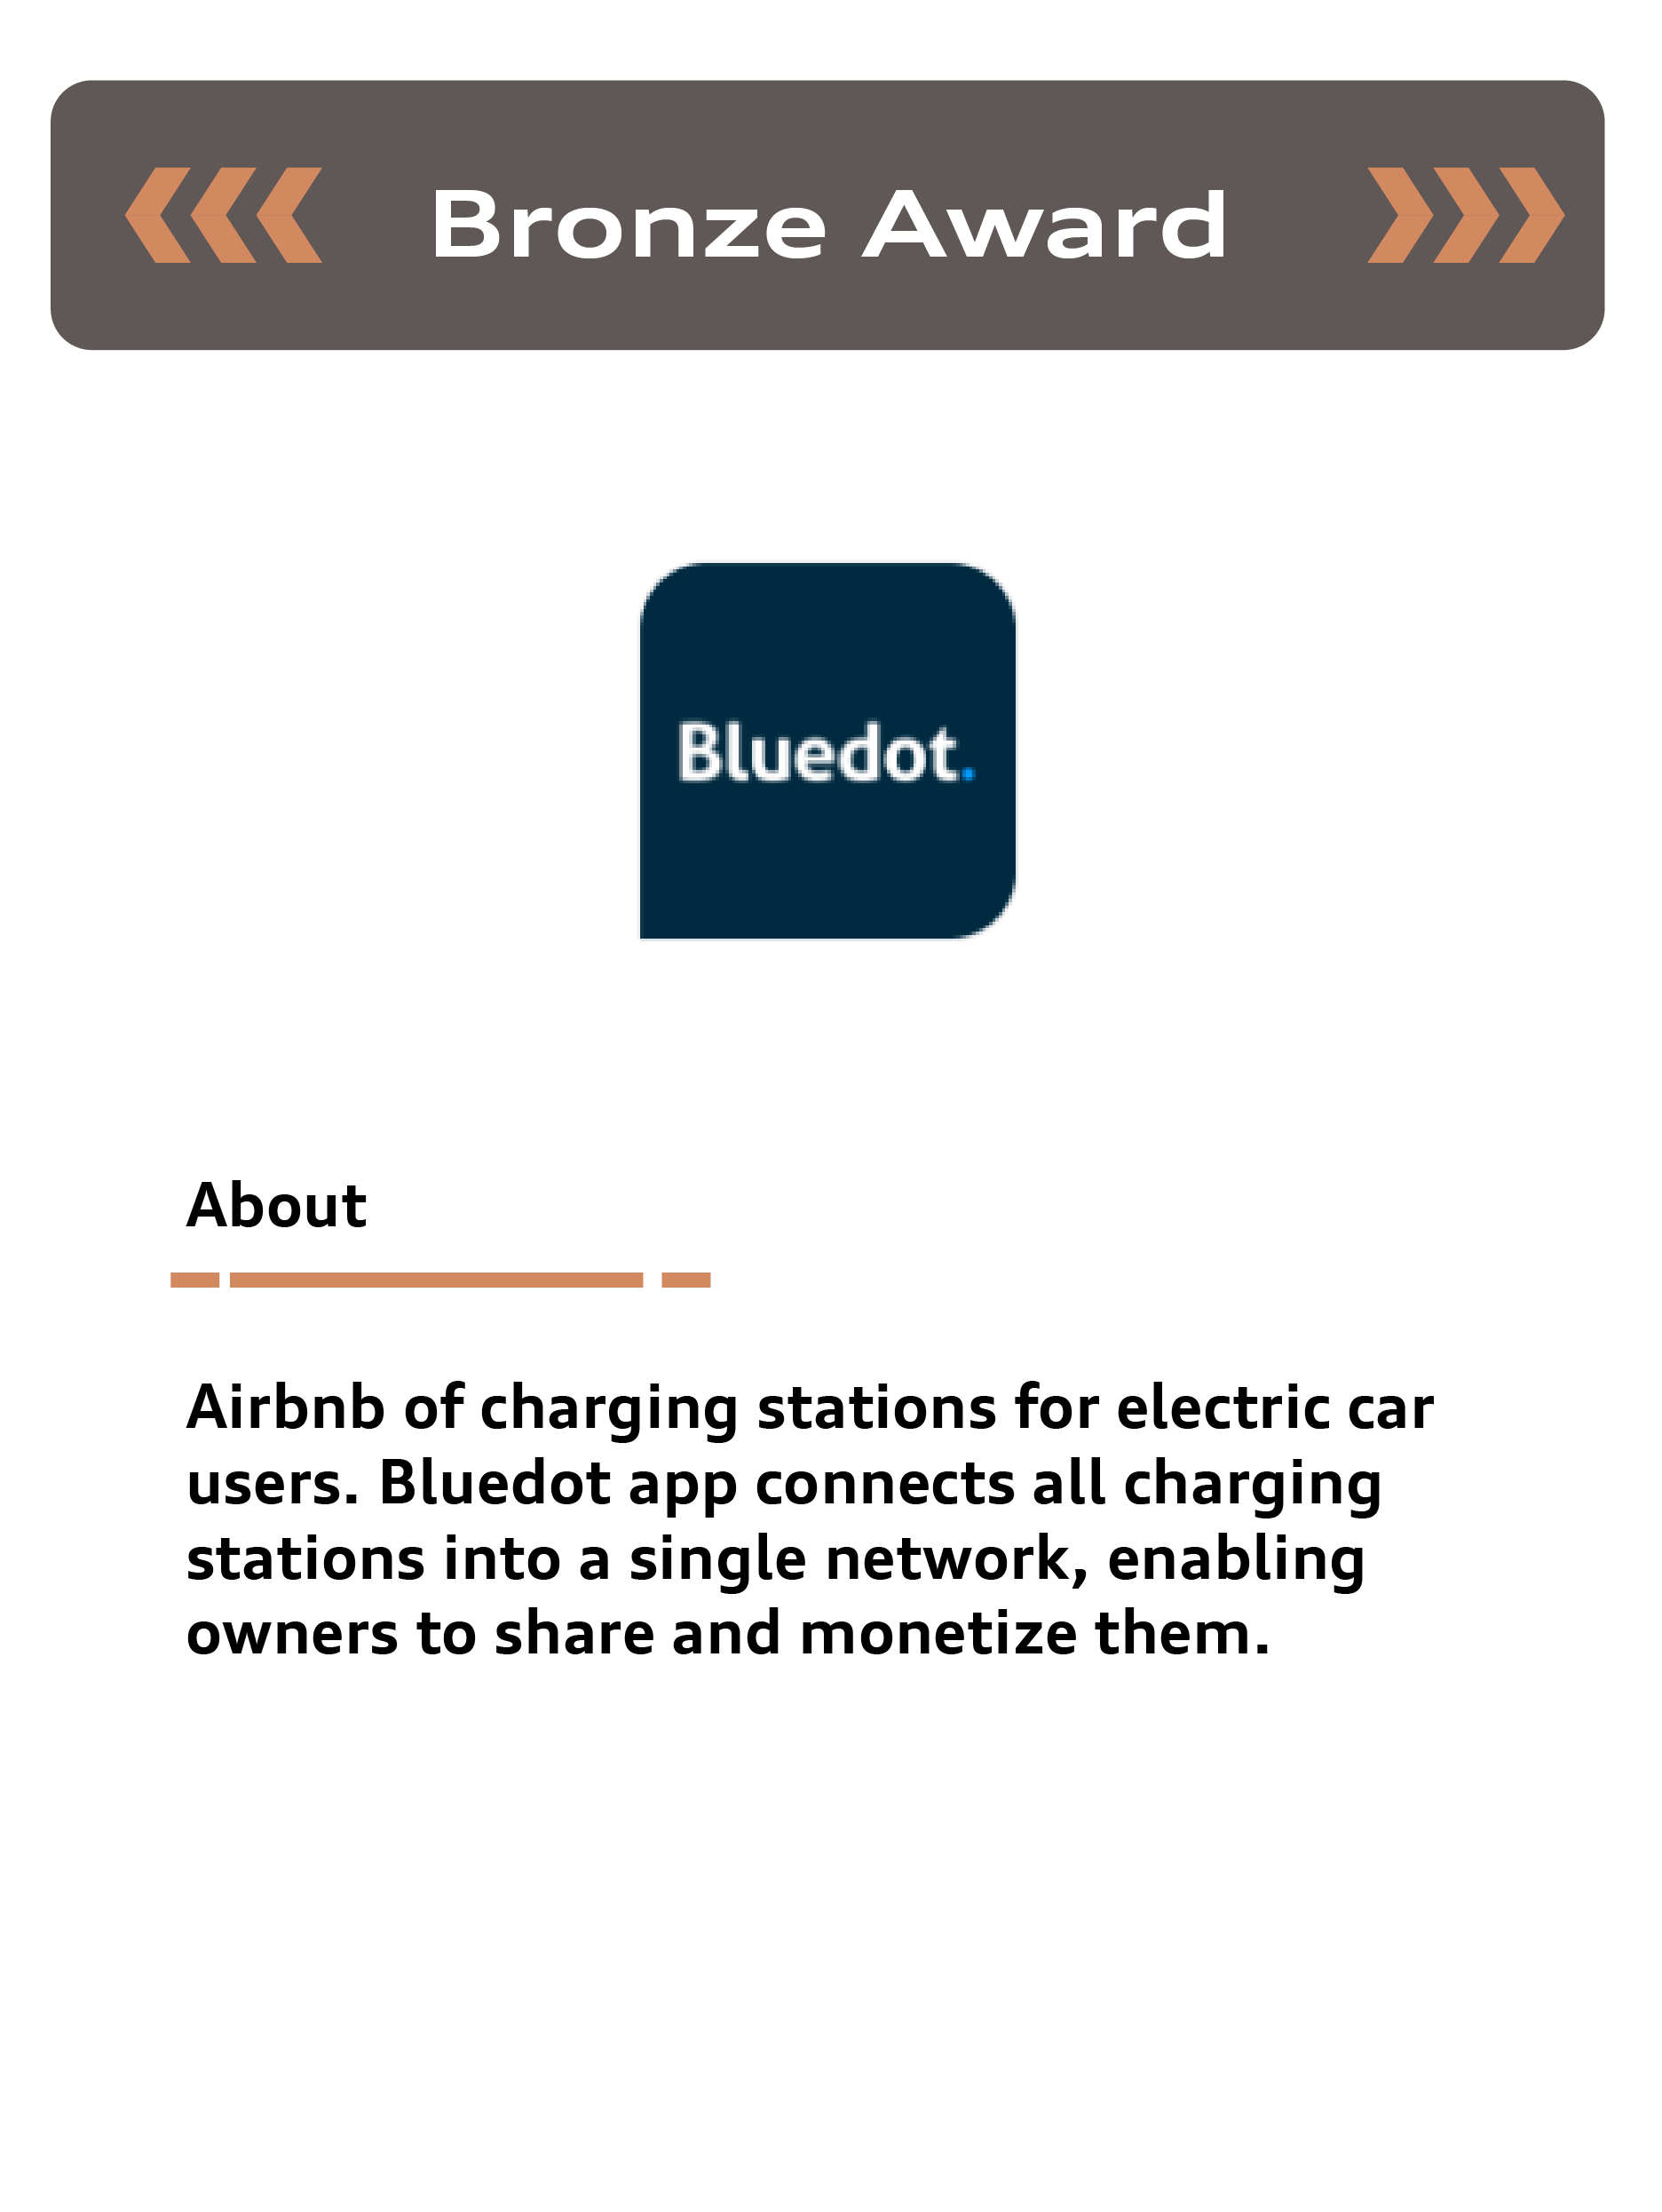 Bronze Award
Bluedot.
About
Airbnb of charging stations for electric car
users. Bluedot app connects all charging
stations into a single network, enabling
owners to share and monetize them.